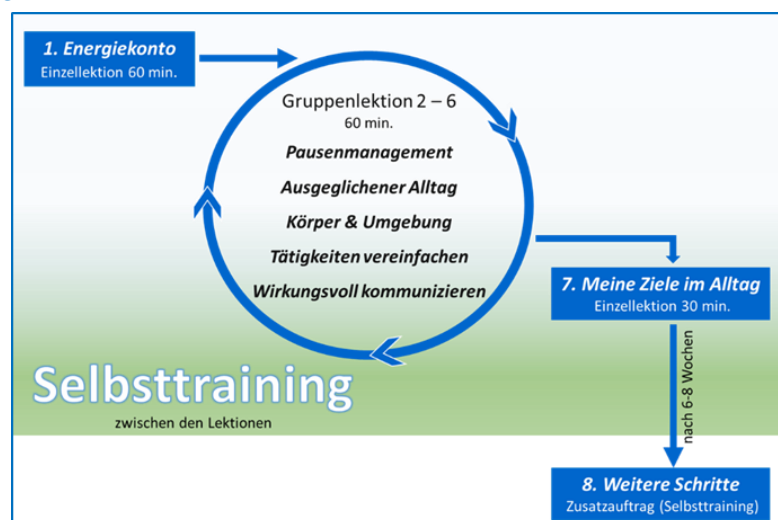 1. Energiekonto
Einzellektion 60 min.
Gruppenlektion 2 – 6
60 min.
Pausenmanagement
Ausgeglichener Alltag
Körper & Umgebung
Tätigkeiten vereinfachen
Wirkungsvoll kommunizieren
7. Meine Ziele im Alltag
Einzellektion 30 min.
Selbsttraining
zwischen den Lektionen
nach 6-8 Wochen
8. Weitere Schritte
Zusatzauftrag (Selbsttraining)